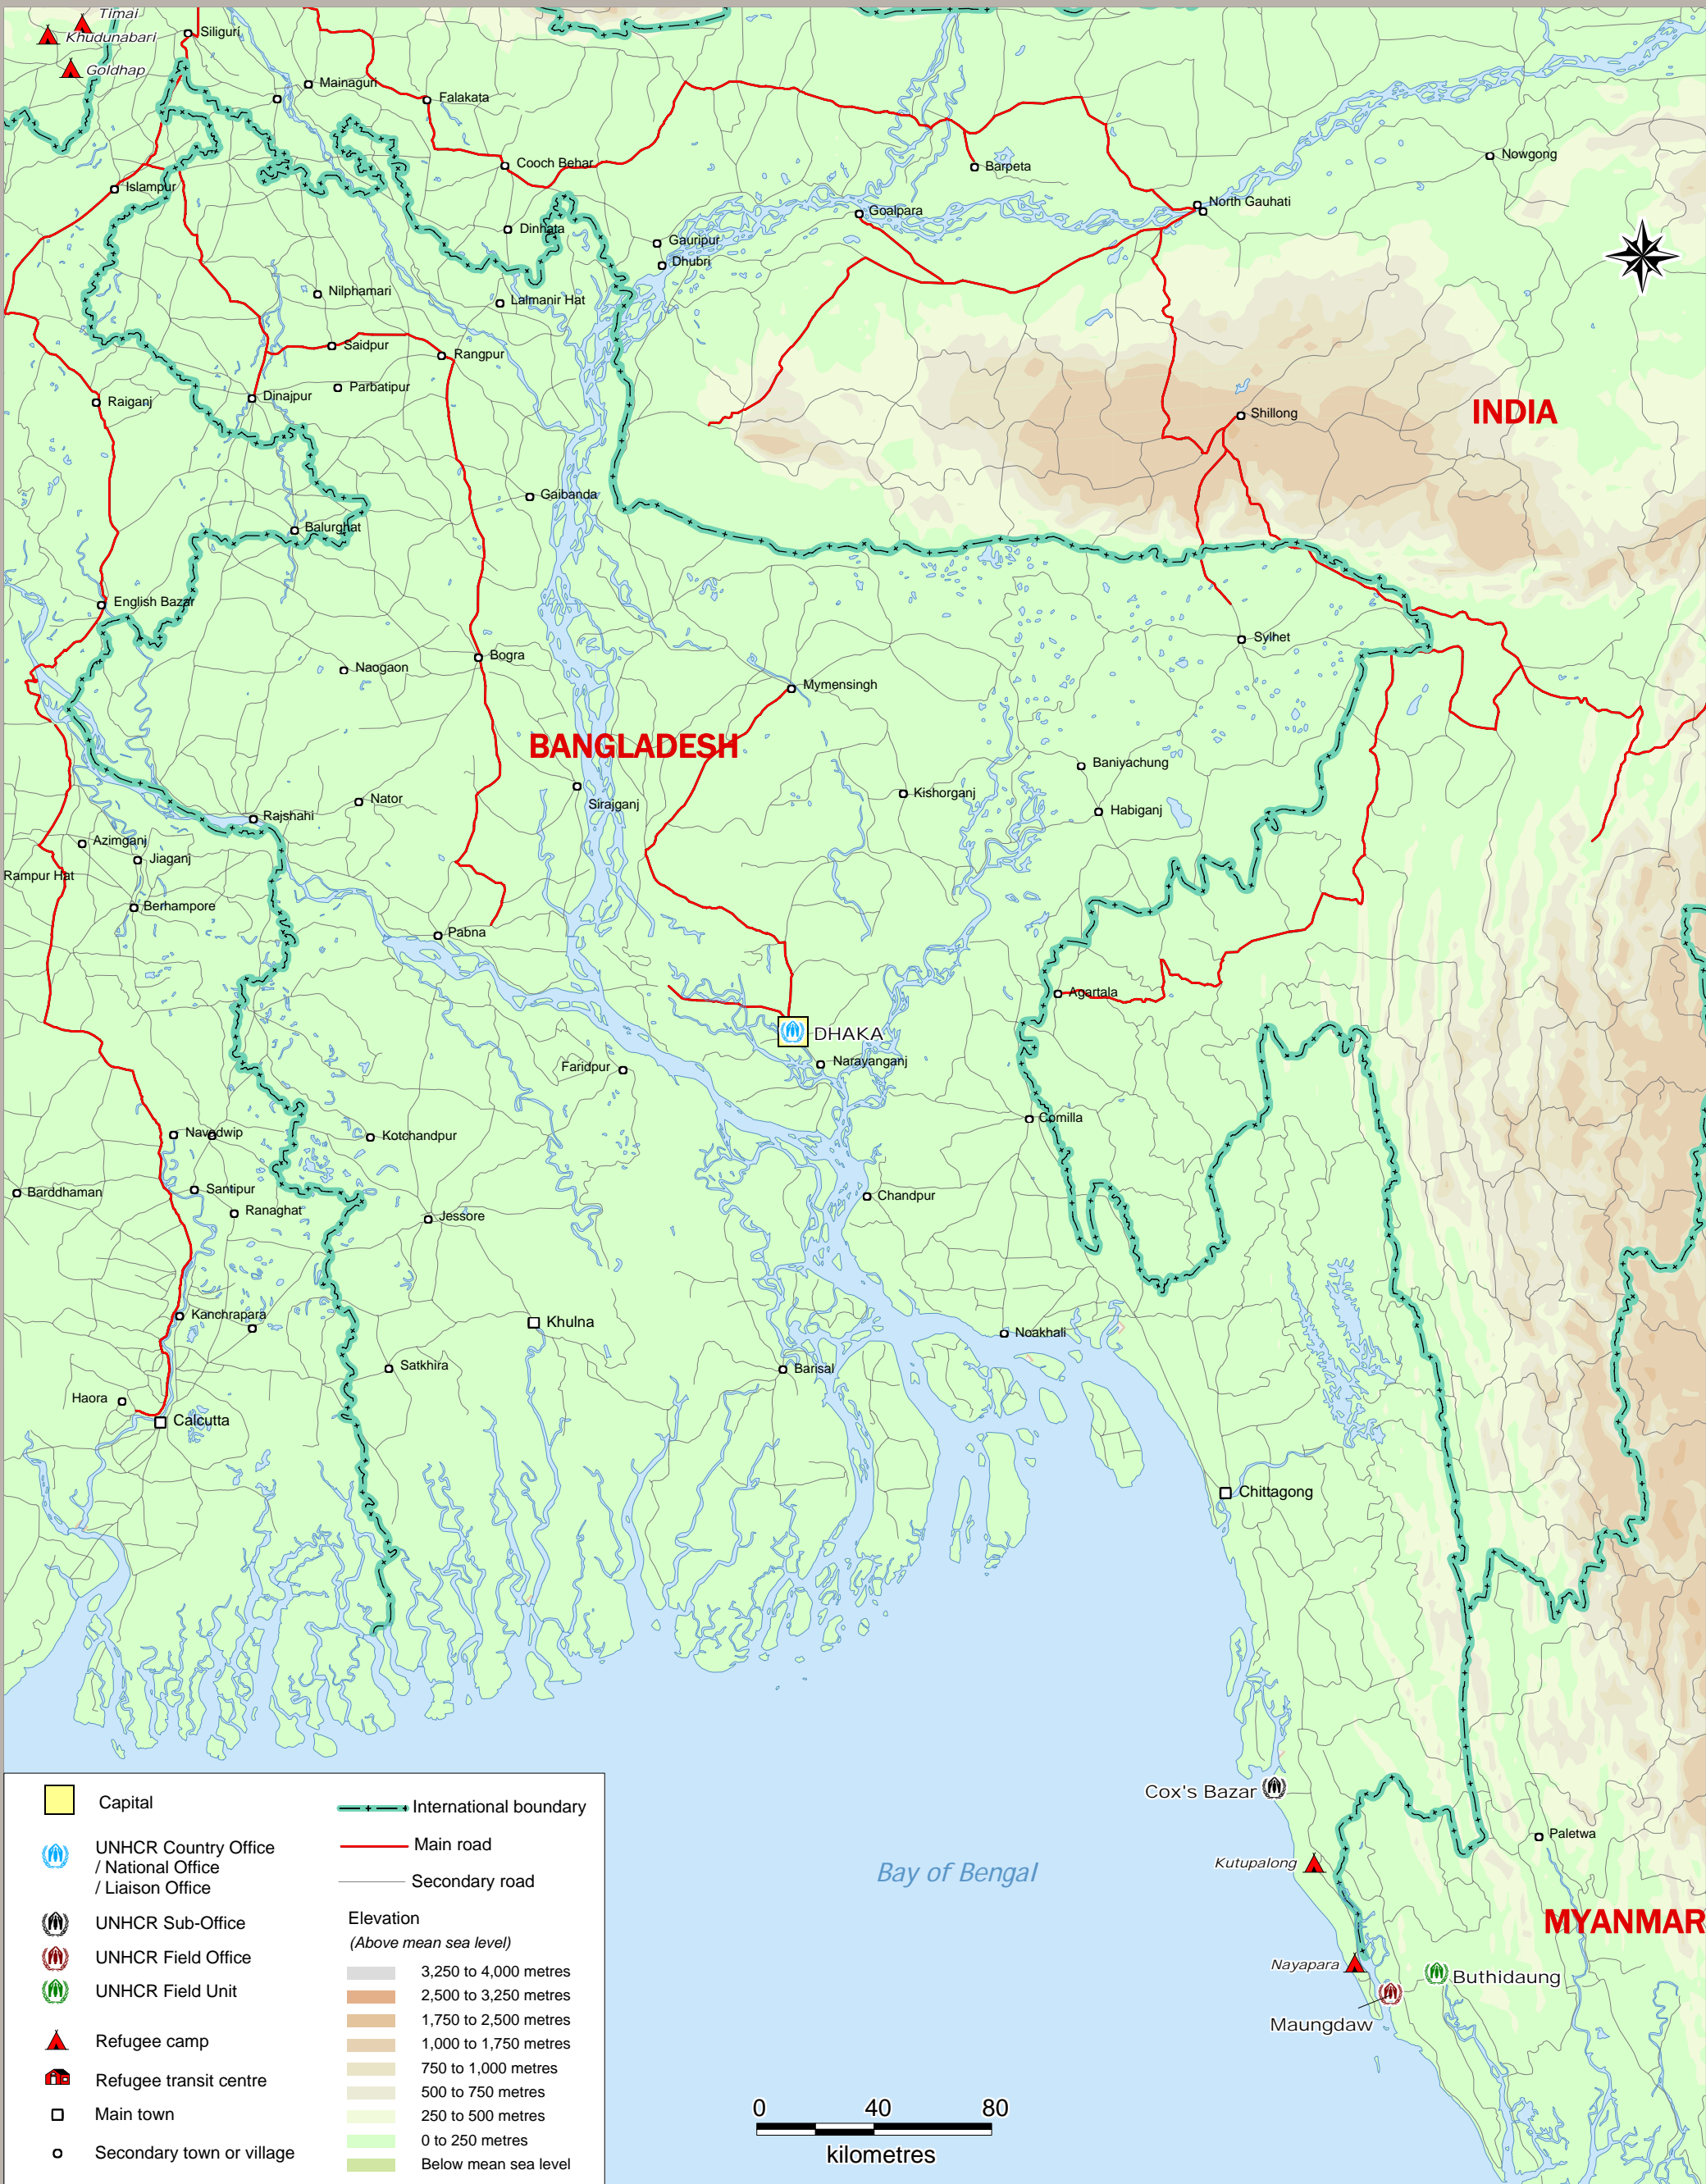 Timai
Khudunabari
Siliguri
Goldhap
Mainaguri
Falakata
Nowgong
Cooch Behar
Barpeta
Islampur
North Gauhati
Goalpara
Dinhata
Gauripur
Dhubri
Nilphamari
Lalmanir Hat
Saidpur
Rangpur
Parbatipur
Dinajpur
Raiganj
INDIA
Shillong
Gaibanda
Balurghat
English Bazar
Sylhet
Bogra
Naogaon
Mymensingh
BANGLADESH
Baniyachung
Kishorganj
Nator
Sirajganj
Habiganj
Rajshahi
Azimganj
Jiaganj
Rampur Hat
Berhampore
Pabna
Agartala
DHAKA
Narayanganj
Faridpur
Comilla
Navadwip
Kotchandpur
Barddhaman
Santipur
Chandpur
Ranaghat
Jessore
Kanchrapara
Khulna
Noakhali
Satkhira
Barisal
Haora
Calcutta
Chittagong
Cox's Bazar
Paletwa
Kutupalong
Bay of Bengal
MYANMAR
Nayapara
Buthidaung
Maungdaw
Capital
UNHCR Country Office
/ National Office
/ Liaison Office
UNHCR Sub-Office
UNHCR Field Office
UNHCR Field Unit
Refugee camp
Refugee transit centre
Main town
Secondary town or village
International boundary
Main road
Secondary road
Elevation
(Above mean sea level)
3,250 to 4,000 metres
2,500 to 3,250 metres
1,750 to 2,500 metres
1,000 to 1,750 metres
750 to 1,000 metres
500 to 750 metres
250 to 500 metres
0 to 250 metres
Below mean sea level
0 40 80
kilometres